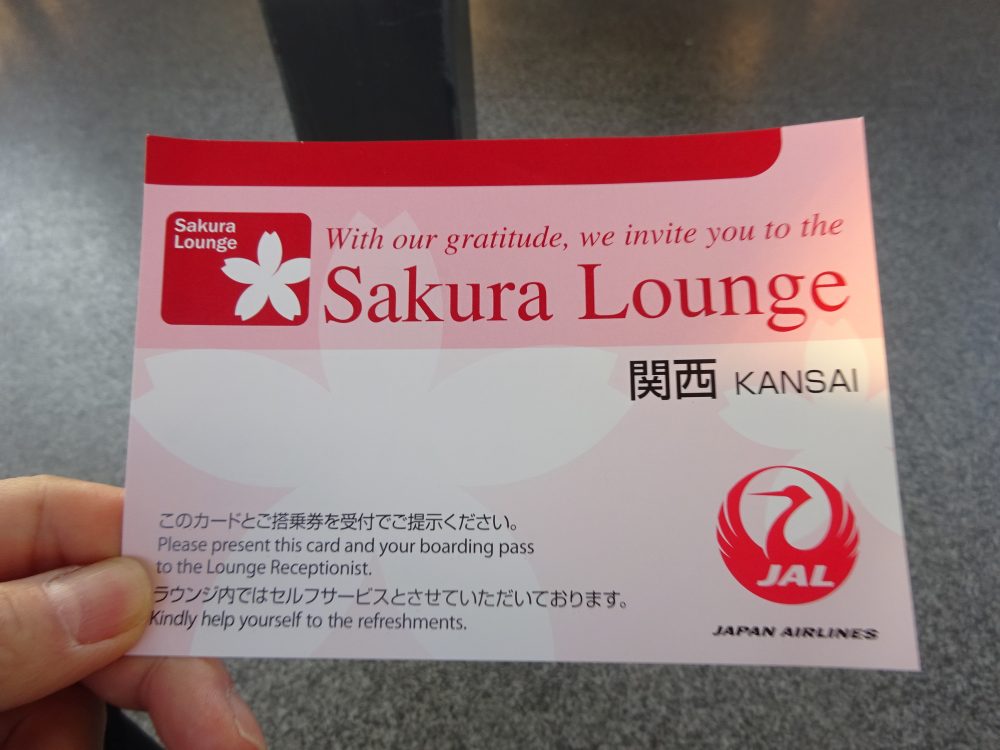 Sakura
Lounge
With our gratitude, we invite you to the
Sakura Lounge
関西 KANSAI
このカードとご搭乗券を受付でご提示ください。
Please present this card and your boarding pass
to the Lounge Receptionist.
ラウンジ内ではセルフサービスとさせていただいております。
Kindly help yourself to the refreshments.
JAL
JAPAN AIRLINES